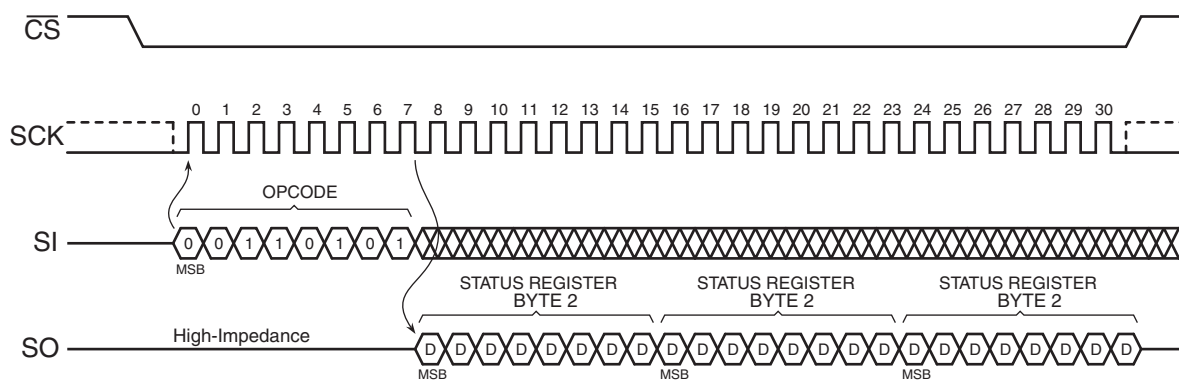 CS
SCK
0 1 2 3 4 5 6 7 8 9 10 11 12 13 14 15 16 17 18 19 20 21 22 23 24 25 26 27 28 29 30
OPCODE
SI
0 0 1 1 0 1 0 1
MSB
STATUS REGISTER BYTE 2
STATUS REGISTER BYTE 2
STATUS REGISTER BYTE 2
SO
High-Impedance
D D D D D D D D D D D D D D D D D D D D D D D D
MSB MSB MSB